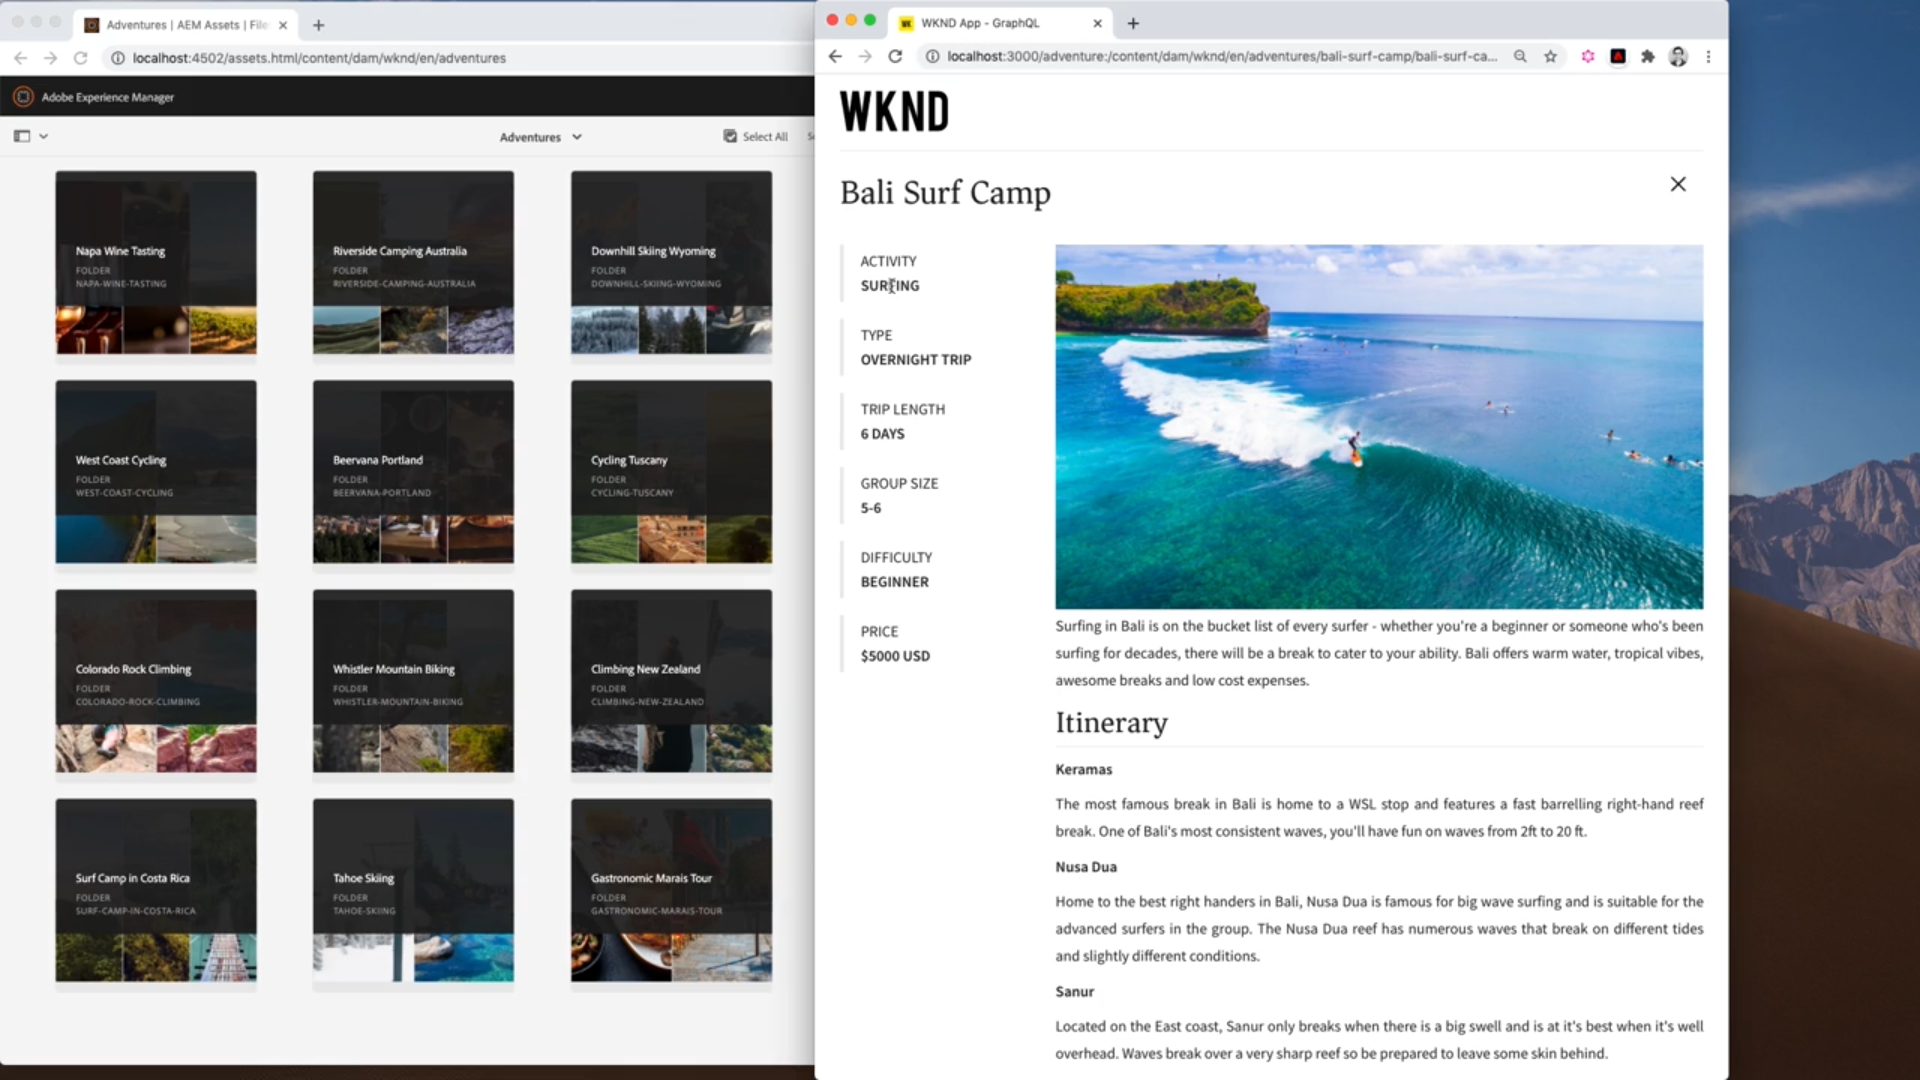 Adventures | AEM Assets | File
localhost:4502/assets.html/content/dam/wknd/en/adventures
Adobe Experience Manager
Adventures
Select All
Napa Wine Tasting
FOLDER
NAPA-WINE-TASTING
Riverside Camping Australia
FOLDER
RIVERSIDE-CAMPING-AUSTRALIA
Downhill Skiing Wyoming
FOLDER
DOWNHILL-SKIING-WYOMING
West Coast Cycling
FOLDER
WEST-COAST-CYCLING
Beervana Portland
FOLDER
BEERVANA-PORTLAND
Cycling Tuscany
FOLDER
CYCLING-TUSCANY
Colorado Rock Climbing
FOLDER
COLORADO-ROCK-CLIMBING
Whistler Mountain Biking
FOLDER
WHISTLER-MOUNTAIN-BIKING
Climbing New Zealand
FOLDER
CLIMBING-NEW-ZEALAND
Surf Camp in Costa Rica
FOLDER
SURF-CAMP-IN-COSTA-RICA
Tahoe Skiing
FOLDER
TAHOE-SKIING
Gastronomic Marais Tour
FOLDER
GASTRONOMIC-MARAIS-TOUR
WKND App - GraphQL
localhost:3000/adventure:/content/dam/wknd/en/adventures/bali-surf-camp/bali-surf-ca...
WKND
Bali Surf Camp
ACTIVITY
SURFING
TYPE
OVERNIGHT TRIP
TRIP LENGTH
6 DAYS
GROUP SIZE
5-6
DIFFICULTY
BEGINNER
PRICE
$5000 USD
Surfing in Bali is on the bucket list of every surfer - whether you're a beginner or someone who's been
surfing for decades, there will be a break to cater to your ability. Bali offers warm water, tropical vibes,
awesome breaks and low cost expenses.
Itinerary
Keramas
The most famous break in Bali is home to a WSL stop and features a fast barrelling right-hand reef
break. One of Bali's most consistent waves, you'll have fun on waves from 2ft to 20 ft.
Nusa Dua
Home to the best right handers in Bali, Nusa Dua is famous for big wave surfing and is suitable for the
advanced surfers in the group. The Nusa Dua reef has numerous waves that break on different tides
and slightly different conditions.
Sanur
Located on the East coast, Sanur only breaks when there is a big swell and is at it's best when it's well
overhead. Waves break over a very sharp reef so be prepared to leave some skin behind.